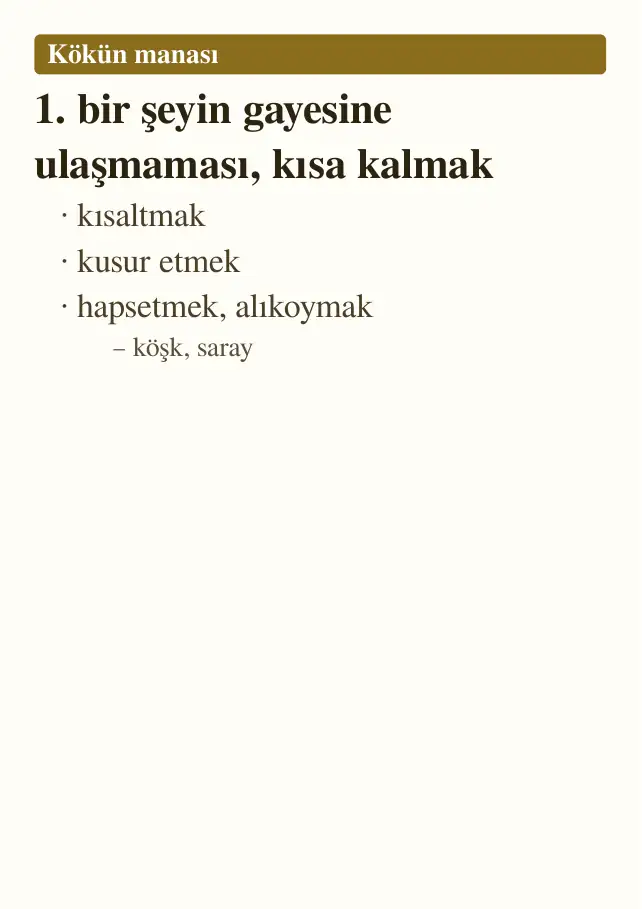 Kökün manası
1. bir şeyin gayesine
ulaşmaması, kısa kalmak
· kısaltmak
· kusur etmek
· hapsetmek, alıkoymak
– köşk, saray